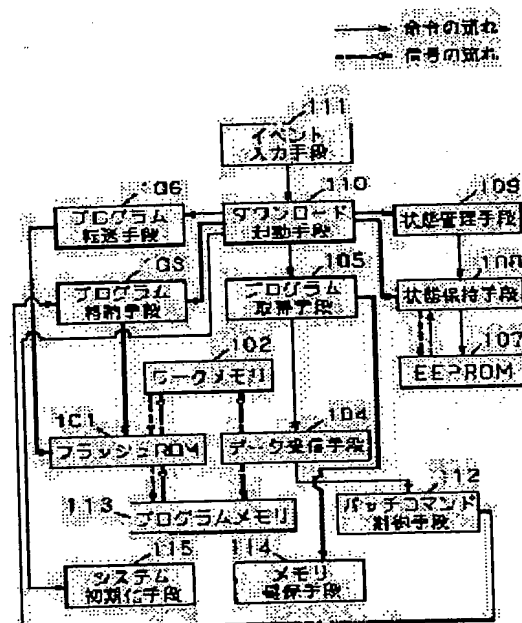 命令の流れ
信号の流れ
111
イベント
入力手段
106
プログラム
転送手段
110
ダウンロード
起動手段
109
状態管理手段
103
プログラム
手段
105
プログラム
取得手段
108
状態保持手段
102
ワークメモリ
107
EEPROM
101
フラッシュROM
104
データ受信手段
112
パッチコマンド
手段
113
プログラムメモリ
115
システム
初期化手段
114
メモリ
確保手段